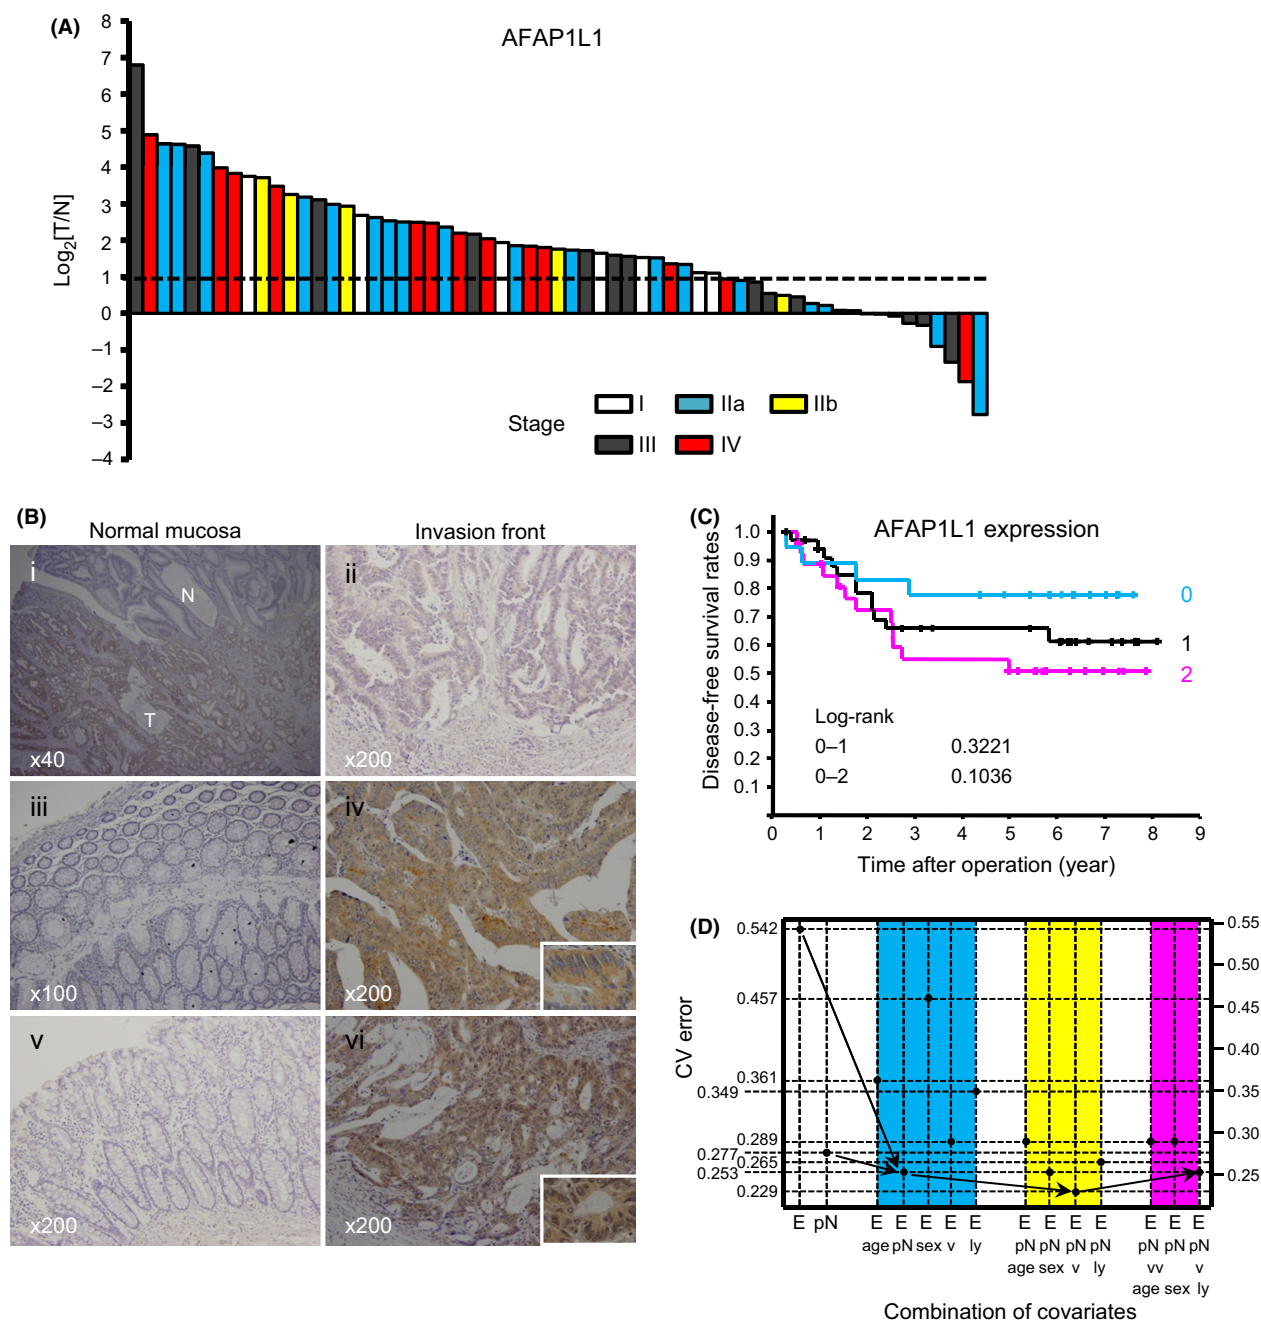 (A)
AFAP1L1
8
7
6
5
4
3
2
1
0
–1
–2
–3
–4
Log2[T/N]
Stage
I
IIa
IIb
III
IV
(B)
Normal mucosa
Invasion front
i
N
T
x40
ii
x200
iii
x100
iv
x200
v
x200
vi
x200
(C)
AFAP1L1 expression
Disease-free survival rates
1.0
0.9
0.8
0.7
0.6
0.5
0.4
0.3
0.2
0.1
0
1
2
Log-rank
0–1 0.3221
0–2 0.1036
0 1 2 3 4 5 6 7 8 9
Time after operation (year)
(D)
CV error
0.542
0.457
0.361
0.349
0.289
0.277
0.265
0.253
0.229
0.55
0.50
0.45
0.40
0.35
0.30
0.25
E pN E E E E E E E E E E E E
age pN sex v ly pN pN pN pN pN pN pN
age sex v ly vv v
age sex ly
Combination of covariates